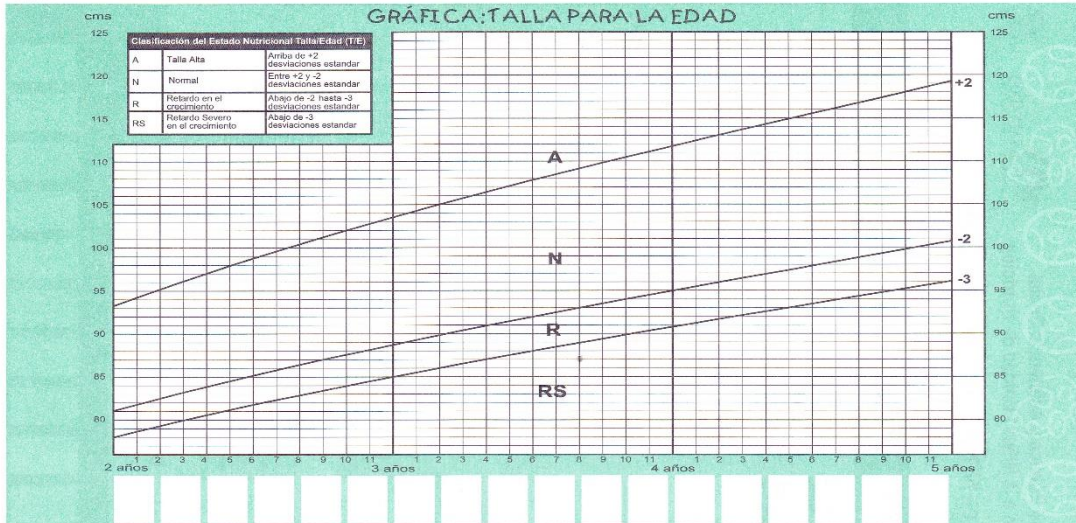 GRÁFICA:TALLA PARA LA EDAD
cms
cms
Clasificación del Estado Nutricional Talla/Edad (T/E)
A Talla Alta Arriba de +2 desviaciones estandar
N Normal Entre +2 y -2 desviaciones estandar
R Retardo en el crecimiento Abajo de -2 hasta -3 desviaciones estandar
RS Retardo Severo en el crecimiento Abajo de -3 desviaciones estandar
125 125
120 120
+2
115 115
110 A 110
105 105
-2
100 N 100
-3
95 95
90 R 90
85 RS 85
80 80
1 2 3 4 5 6 7 8 9 10 11 1 2 3 4 5 6 7 8 9 10 11 1 2 3 4 5 6 7 8 9 10 11
2 años 3 años 4 años 5 años